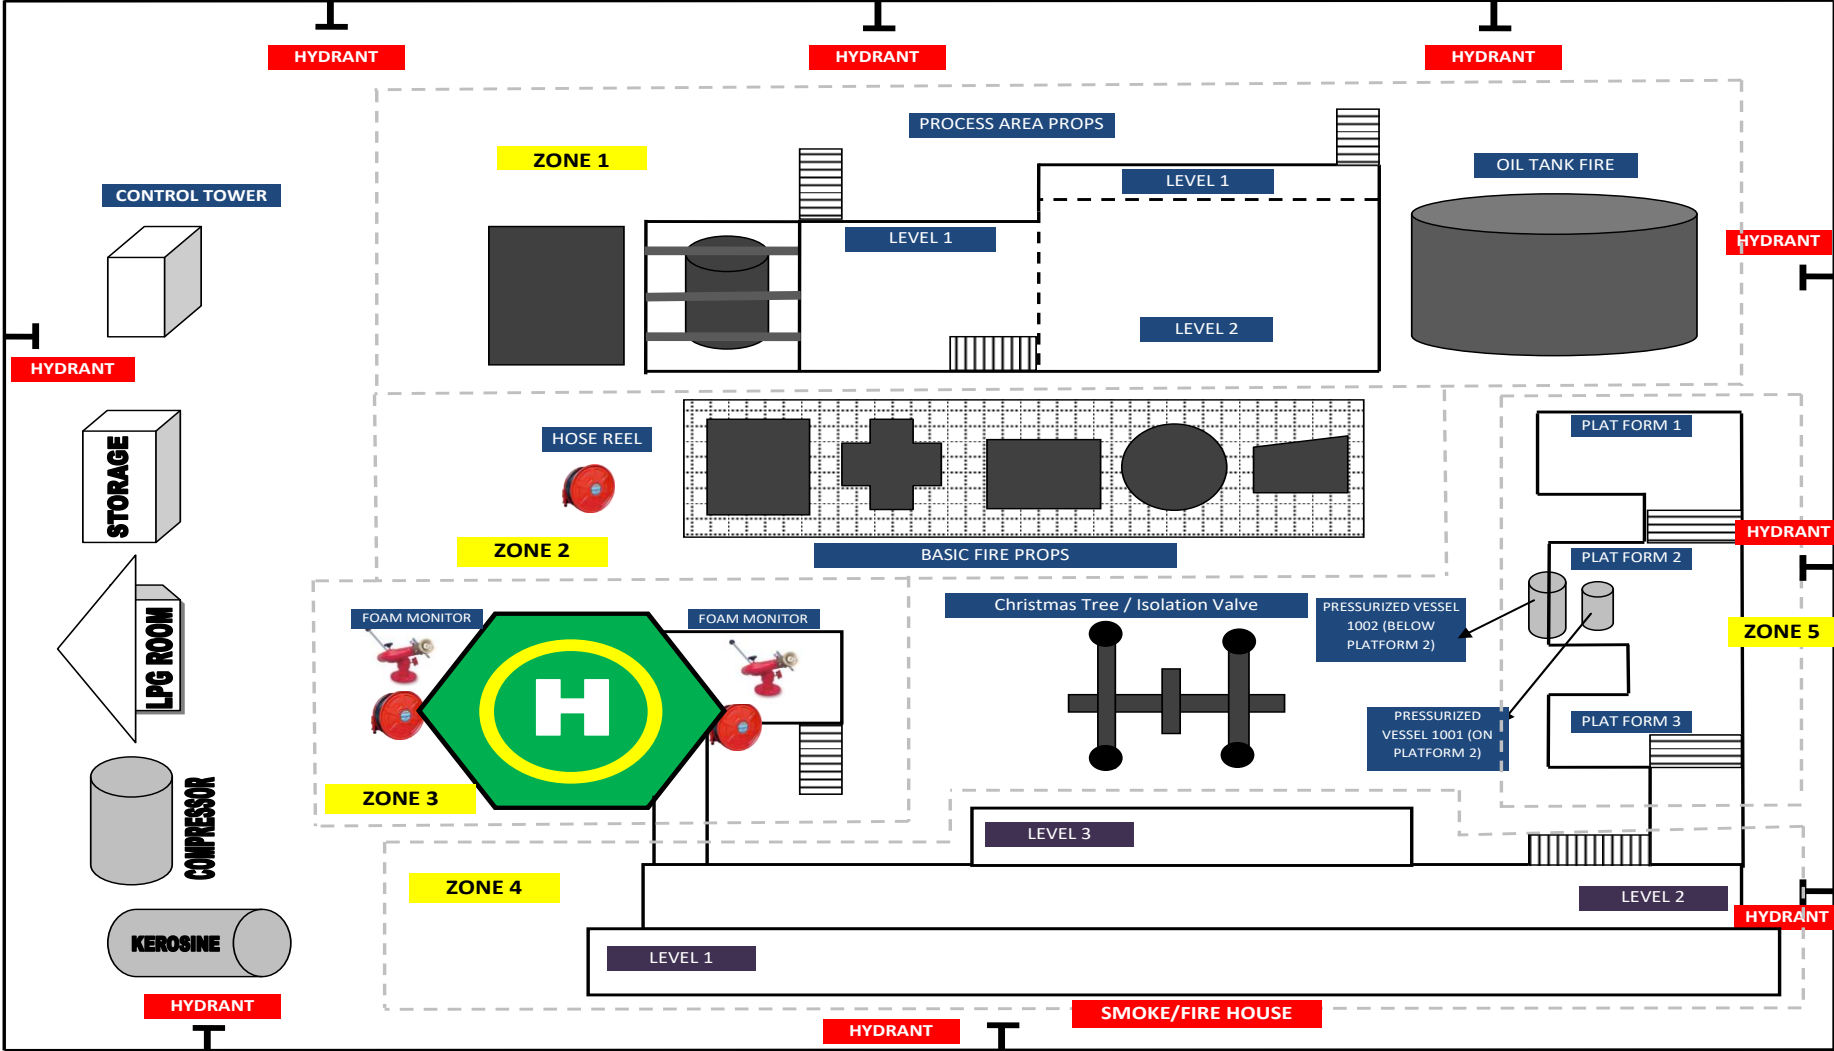 HYDRANT
HYDRANT
HYDRANT
PROCESS AREA PROPS
ZONE 1
OIL TANK FIRE
LEVEL 1
CONTROL TOWER
LEVEL 1
HYDRANT
LEVEL 2
HYDRANT
PLAT FORM 1
HOSE REEL
STORAGE
HYDRANT
ZONE 2
BASIC FIRE PROPS
PLAT FORM 2
Christmas Tree / Isolation Valve
PRESSURIZED VESSEL
1002 (BELOW
PLATFORM 2)
FOAM MONITOR
FOAM MONITOR
ZONE 5
LPG ROOM
H
PRESSURIZED
VESSEL 1001 (ON
PLATFORM 2)
PLAT FORM 3
ZONE 3
COMPRESSOR
LEVEL 3
ZONE 4
LEVEL 2
HYDRANT
KEROSINE
LEVEL 1
HYDRANT
SMOKE/FIRE HOUSE
HYDRANT